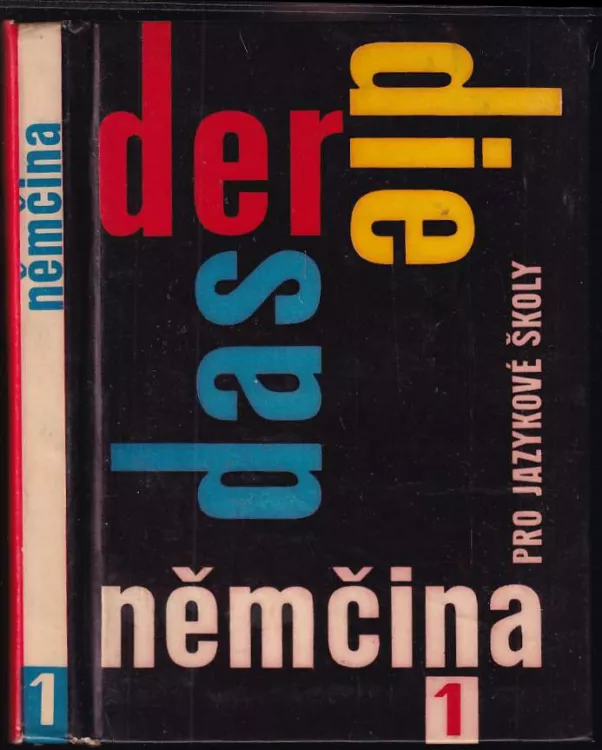 němčina
1
der
die
das
PRO JAZYKOVÉ ŠKOLY
němčina
1